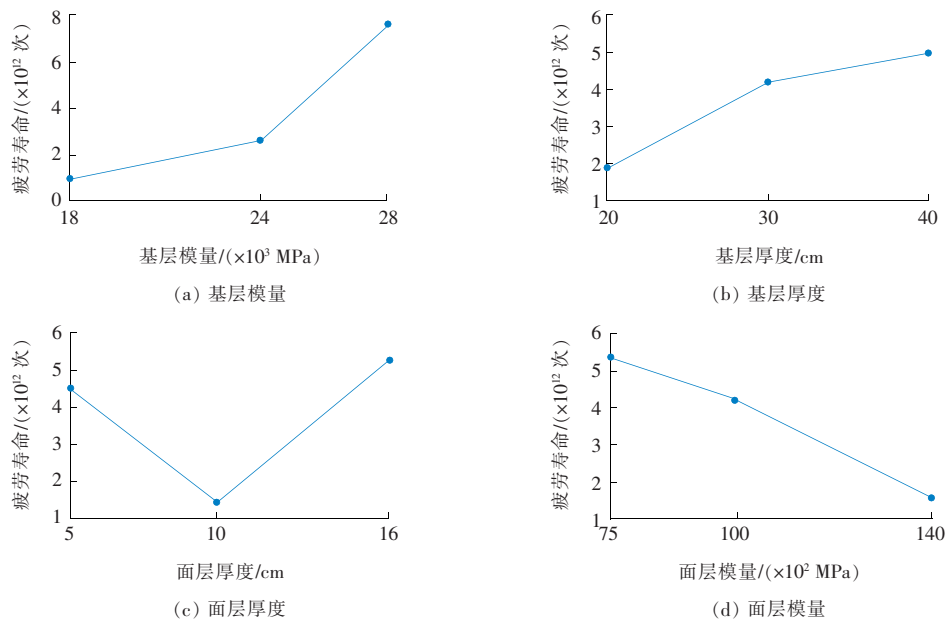 疲劳寿命/(×10¹² 次)
8
6
4
2
0
18
24
28
基层模量/(×10³ MPa)
(a) 基层模量
疲劳寿命/(×10¹² 次)
6
5
4
3
2
1
20
30
40
基层厚度/cm
(b) 基层厚度
疲劳寿命/(×10¹² 次)
6
5
4
3
2
1
5
10
16
面层厚度/cm
(c) 面层厚度
疲劳寿命/(×10¹² 次)
6
5
4
3
2
1
75
100
140
面层模量/(×10² MPa)
(d) 面层模量